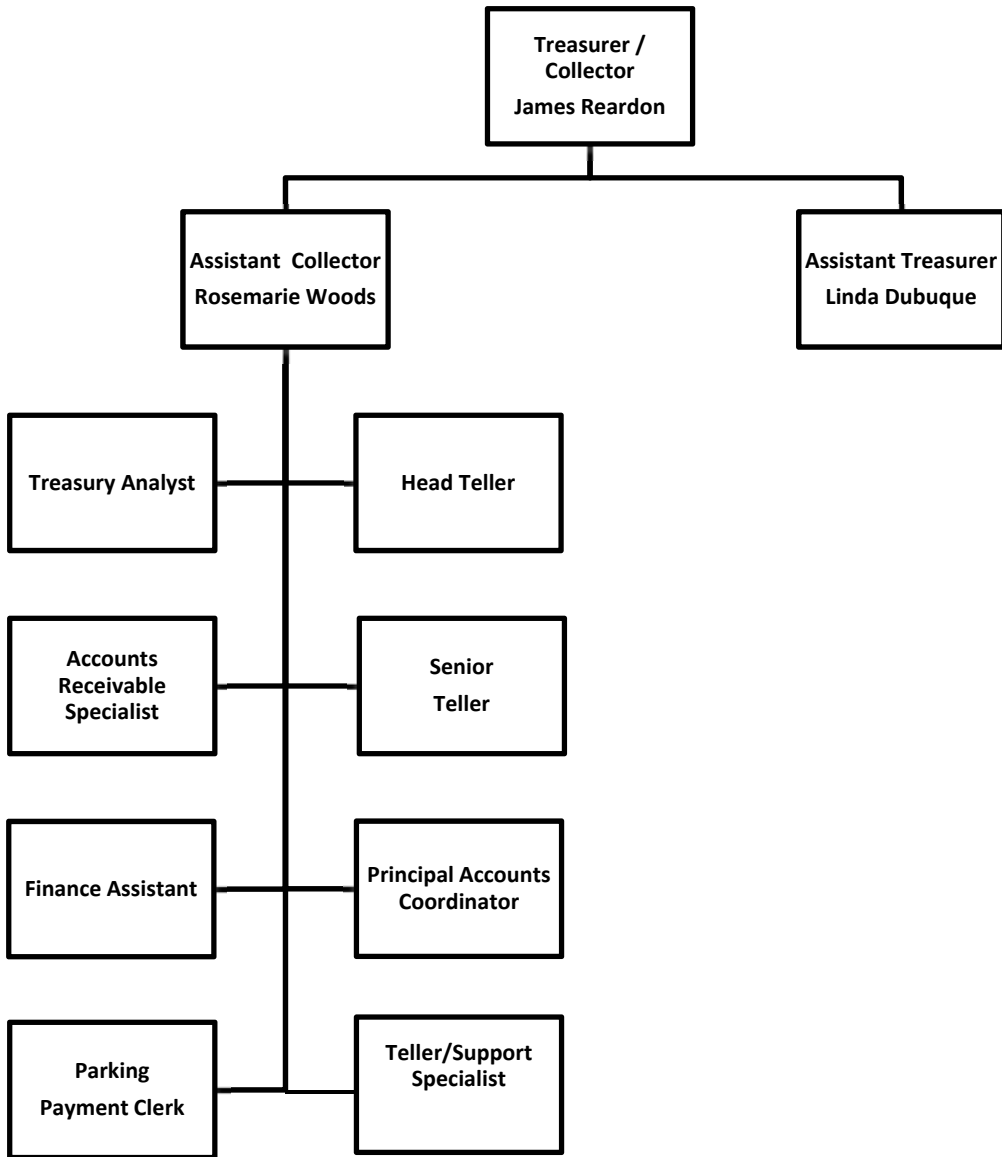 Treasurer /
Collector
James Reardon
Assistant Collector
Rosemarie Woods
Assistant Treasurer
Linda Dubuque
Treasury Analyst
Head Teller
Accounts
Receivable
Specialist
Senior
Teller
Finance Assistant
Principal Accounts
Coordinator
Parking
Payment Clerk
Teller/Support
Specialist